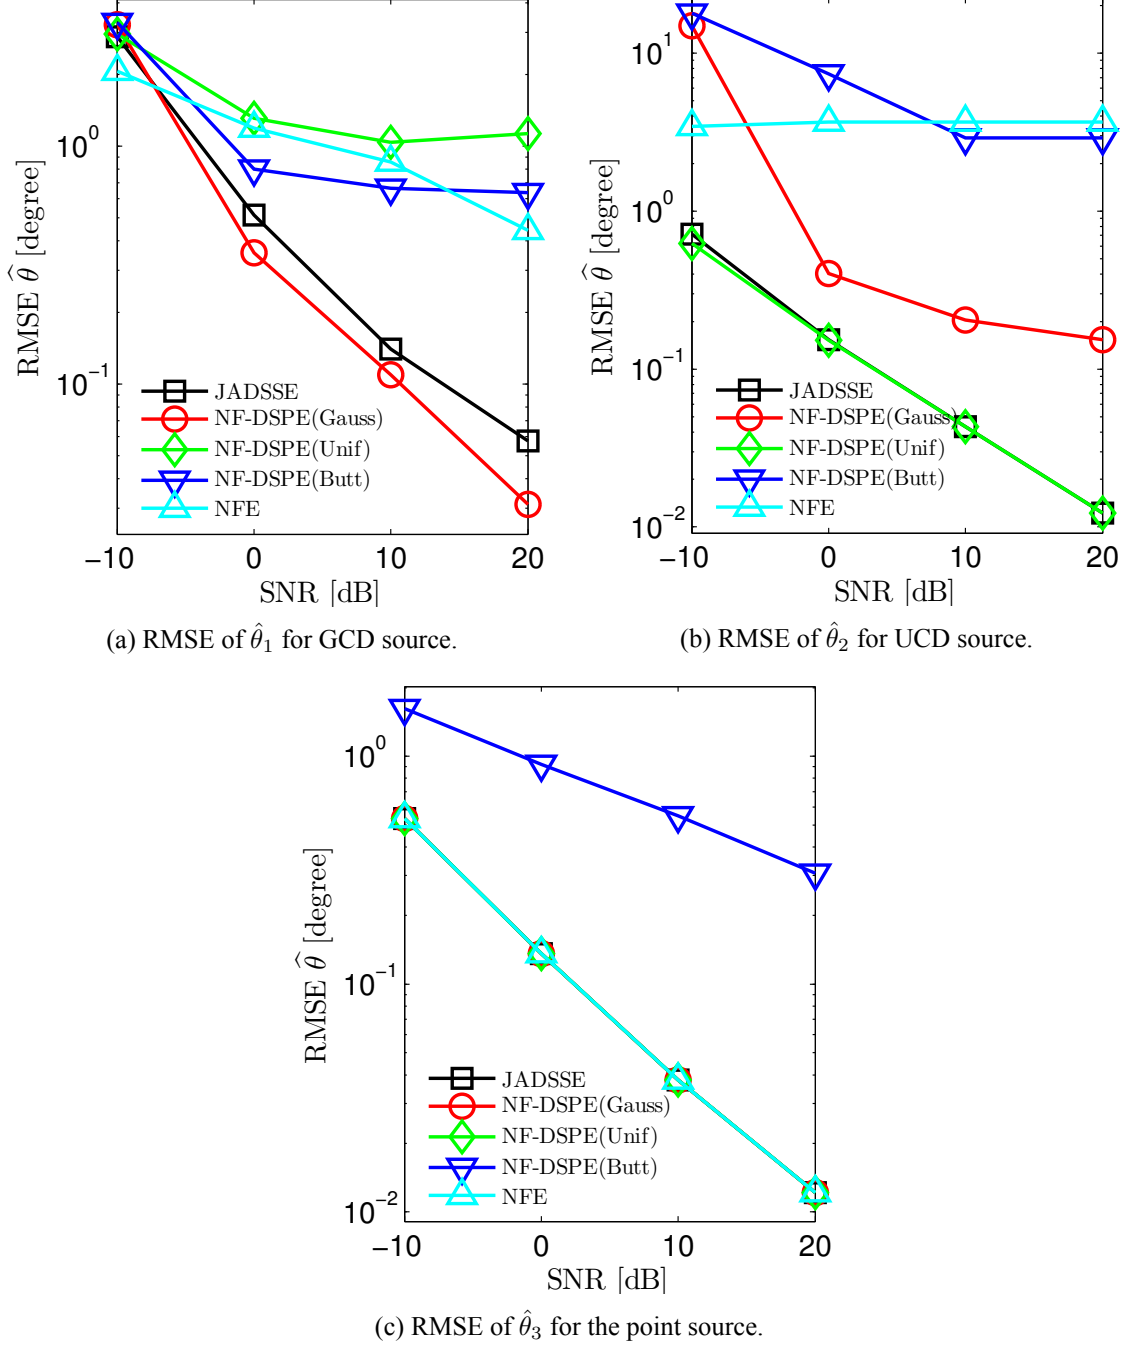 10^0
10^-1
RMSE θ̂ [degree]
JADSSE
NF-DSPE(Gauss)
NF-DSPE(Unif)
NF-DSPE(Butt)
NFE
−10 0 10 20
SNR [dB]
(a) RMSE of θ̂₁ for GCD source.
10^1
10^0
10^-1
10^-2
RMSE θ̂ [degree]
JADSSE
NF-DSPE(Gauss)
NF-DSPE(Unif)
NF-DSPE(Butt)
NFE
−10 0 10 20
SNR [dB]
(b) RMSE of θ̂₂ for UCD source.
10^0
10^-1
10^-2
RMSE θ̂ [degree]
JADSSE
NF-DSPE(Gauss)
NF-DSPE(Unif)
NF-DSPE(Butt)
NFE
−10 0 10 20
SNR [dB]
(c) RMSE of θ̂₃ for the point source.